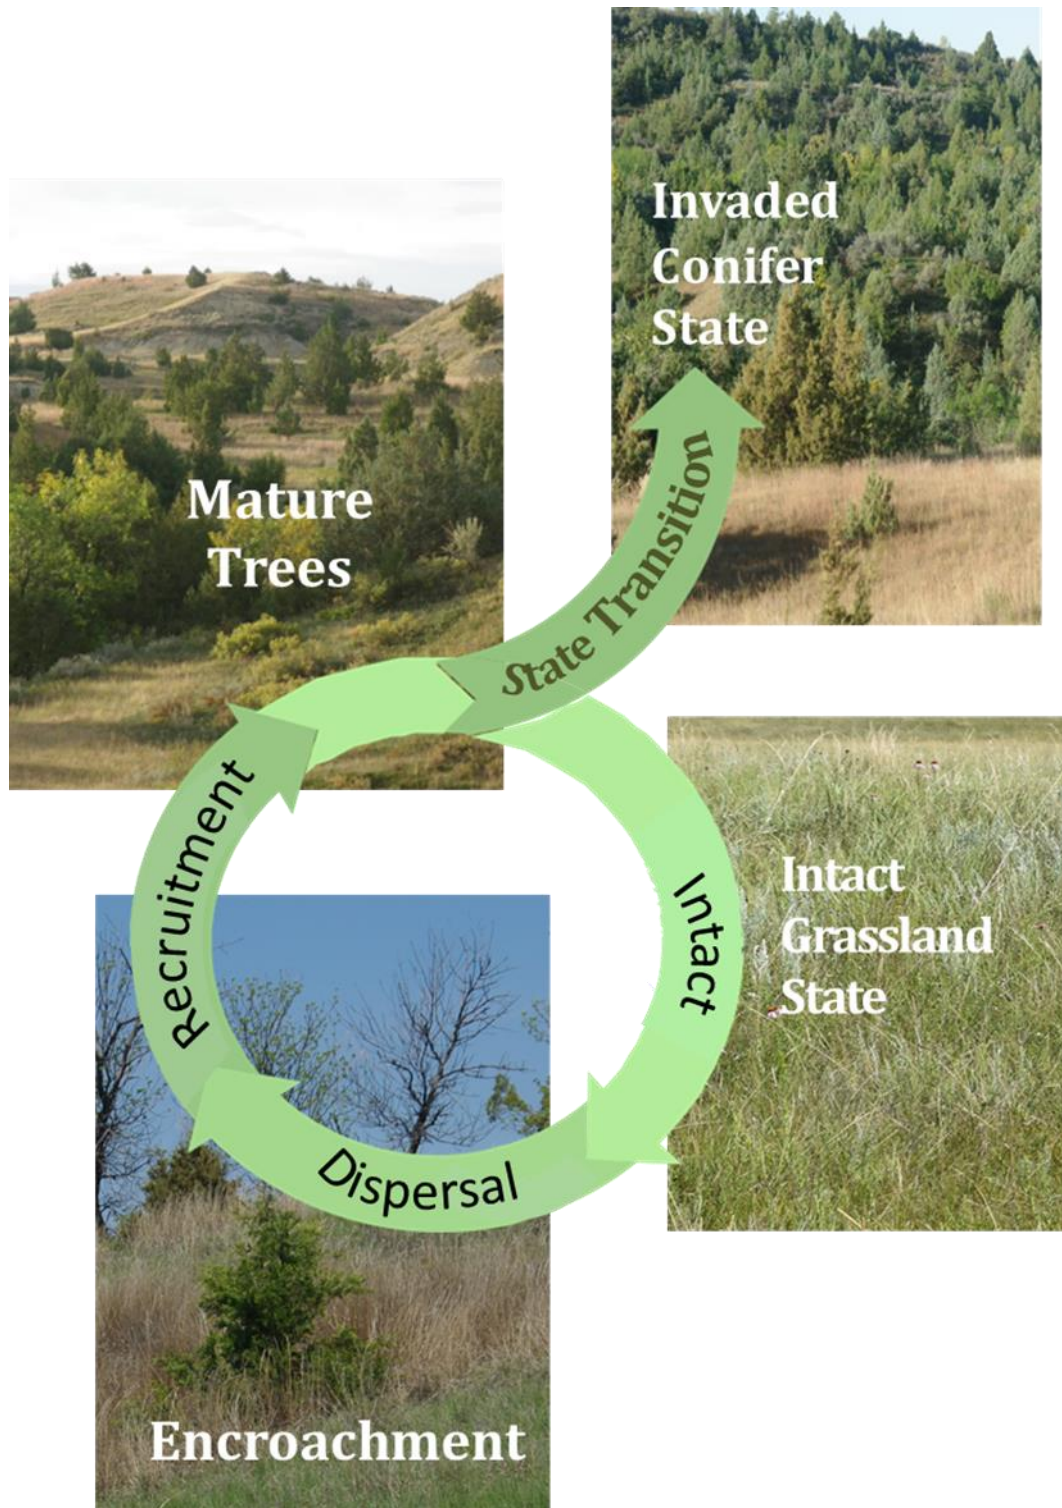 Invaded
Conifer
State
Mature
Trees
State Transition
Recruitment
Intact
Intact
Grassland
State
Dispersal
Encroachment